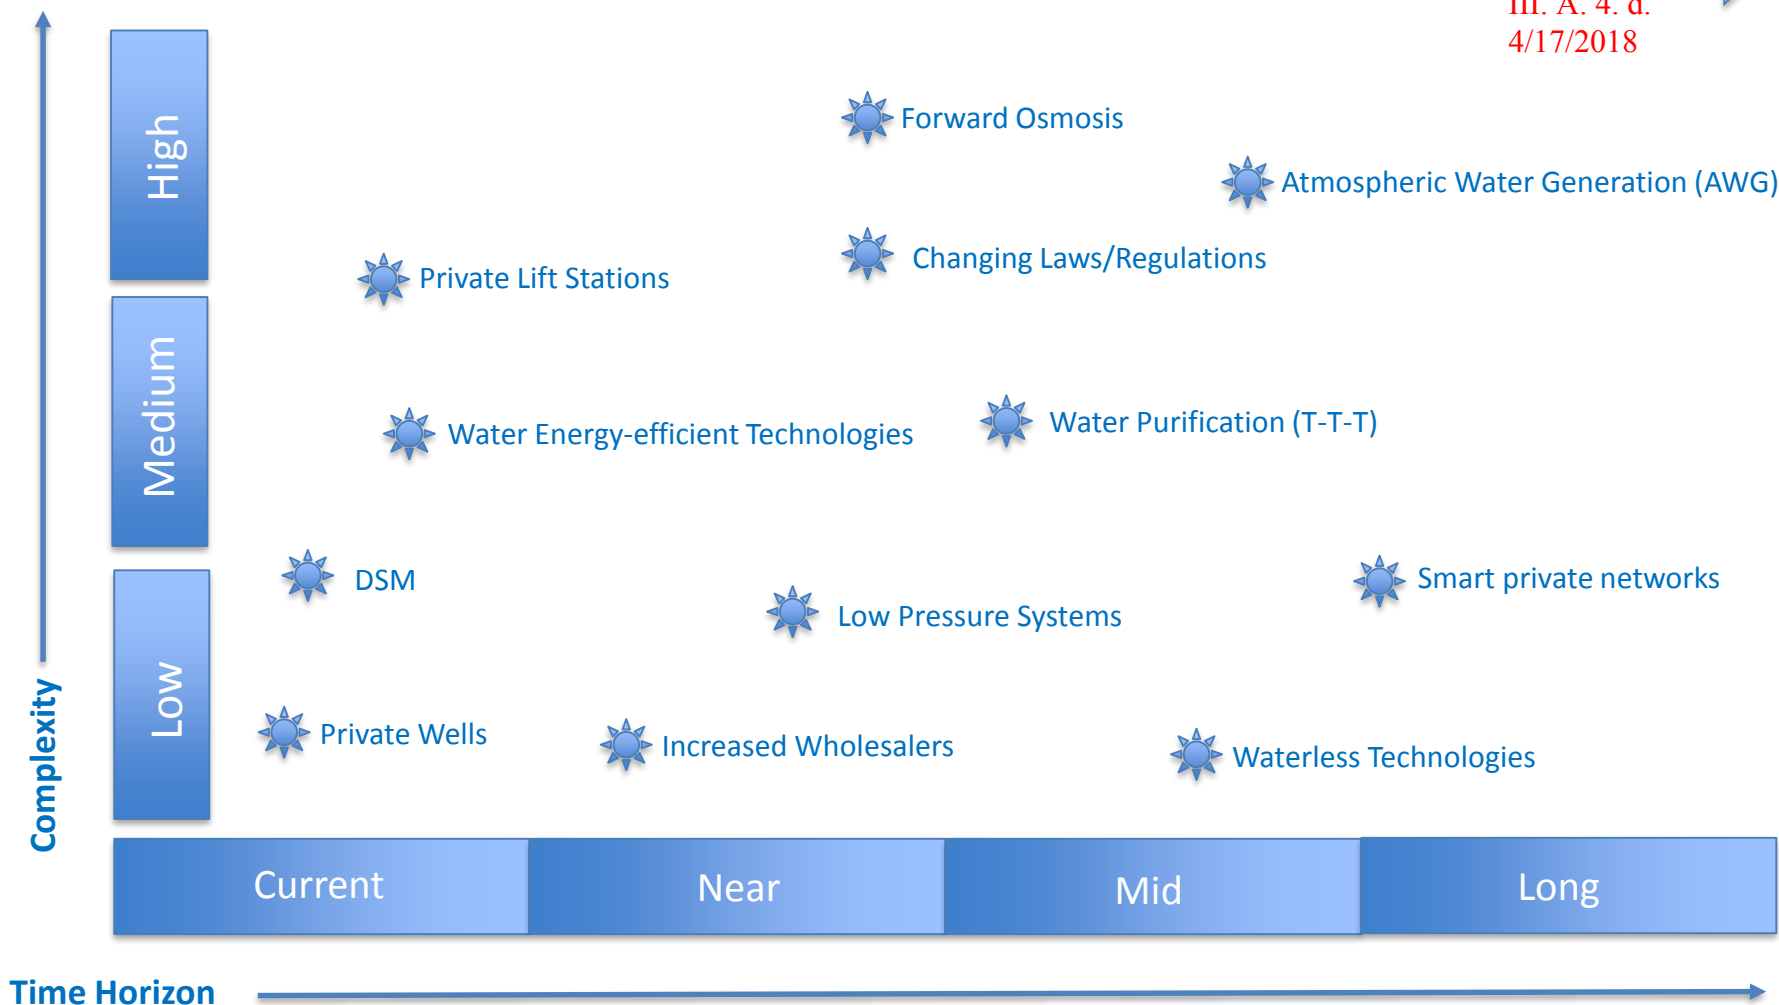 III. A. 4. d.
4/17/2018
High
Forward Osmosis
Atmospheric Water Generation (AWG)
Changing Laws/Regulations
Private Lift Stations
Medium
Water Energy-efficient Technologies
Water Purification (T-T-T)
DSM
Smart private networks
Low Pressure Systems
Low
Private Wells
Increased Wholesalers
Waterless Technologies
Complexity
Current
Near
Mid
Long
Time Horizon